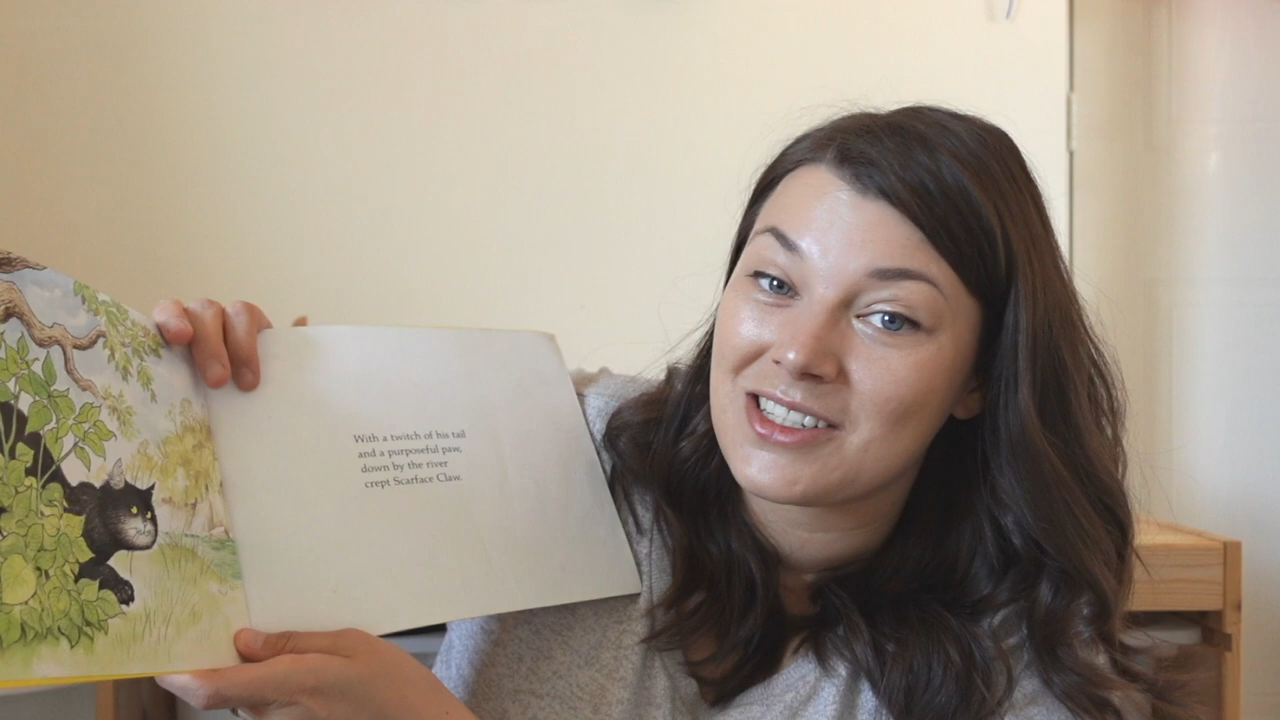 With a twitch of his tail
and a purposeful paw,
down by the river
crept Scarface Claw.